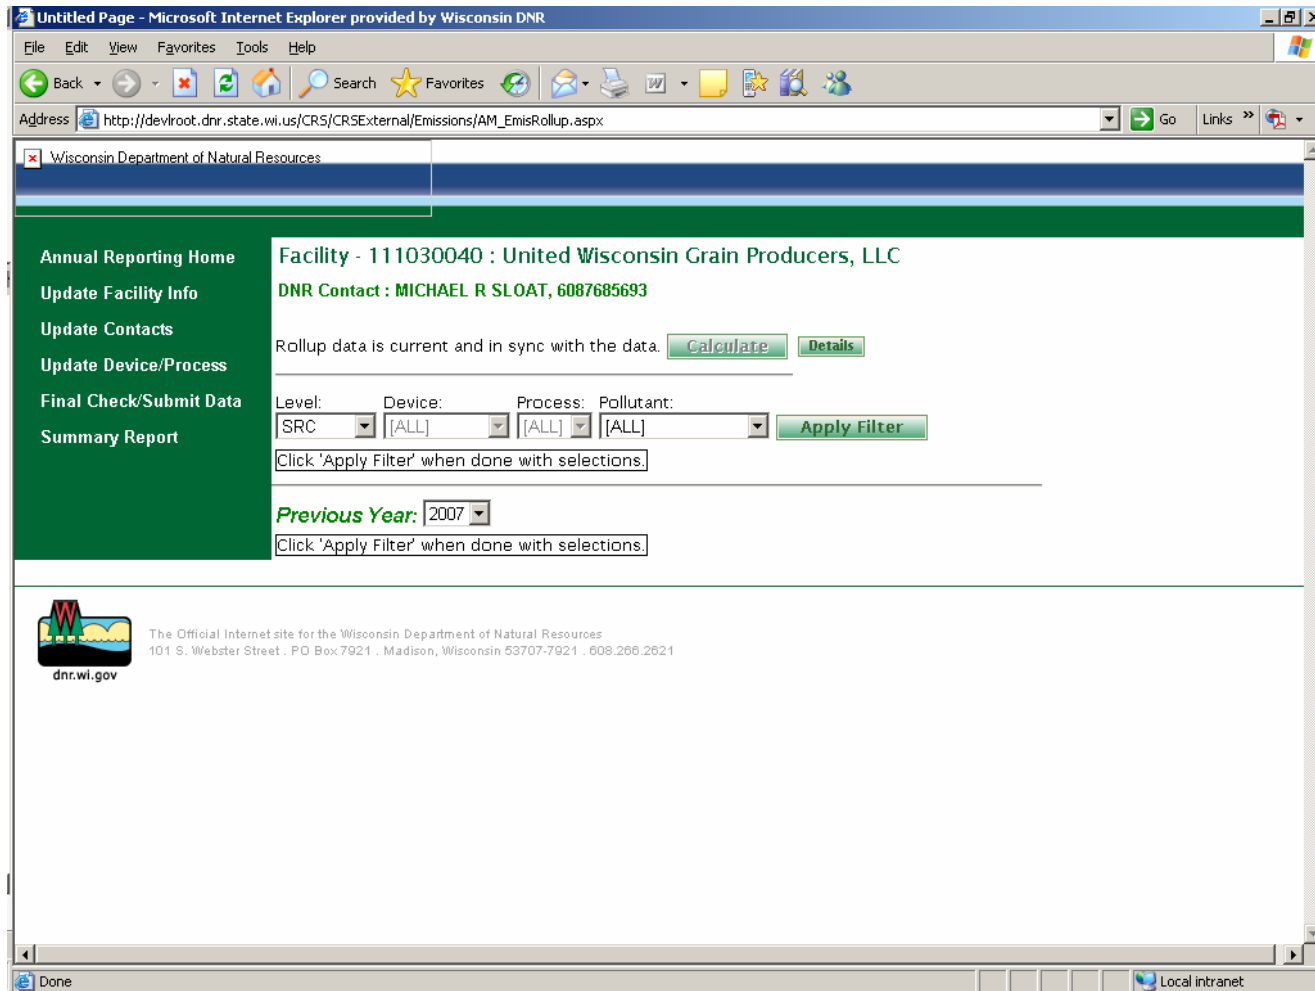 Untitled Page - Microsoft Internet Explorer provided by Wisconsin DNR
File Edit View Favorites Tools Help
Back Search Favorites
Address http://devlroot.dnr.state.wi.us/CRS/CRSExternal/Emissions/AM_EmisRollup.aspx Go Links »
Wisconsin Department of Natural Resources
Annual Reporting Home
Update Facility Info
Update Contacts
Update Device/Process
Final Check/Submit Data
Summary Report
Facility - 111030040 : United Wisconsin Grain Producers, LLC
DNR Contact : MICHAEL R SLOAT, 6087685693
Rollup data is current and in sync with the data. Calculate Details
Level: Device: Process: Pollutant:
SRC [ALL] [ALL] [ALL] Apply Filter
Click 'Apply Filter' when done with selections.
Previous Year: 2007
Click 'Apply Filter' when done with selections.
W
dnr.wi.gov
The Official Internet site for the Wisconsin Department of Natural Resources
101 S. Webster Street . PO Box 7921 . Madison, Wisconsin 53707-7921 . 608.266.2621
Done Local intranet